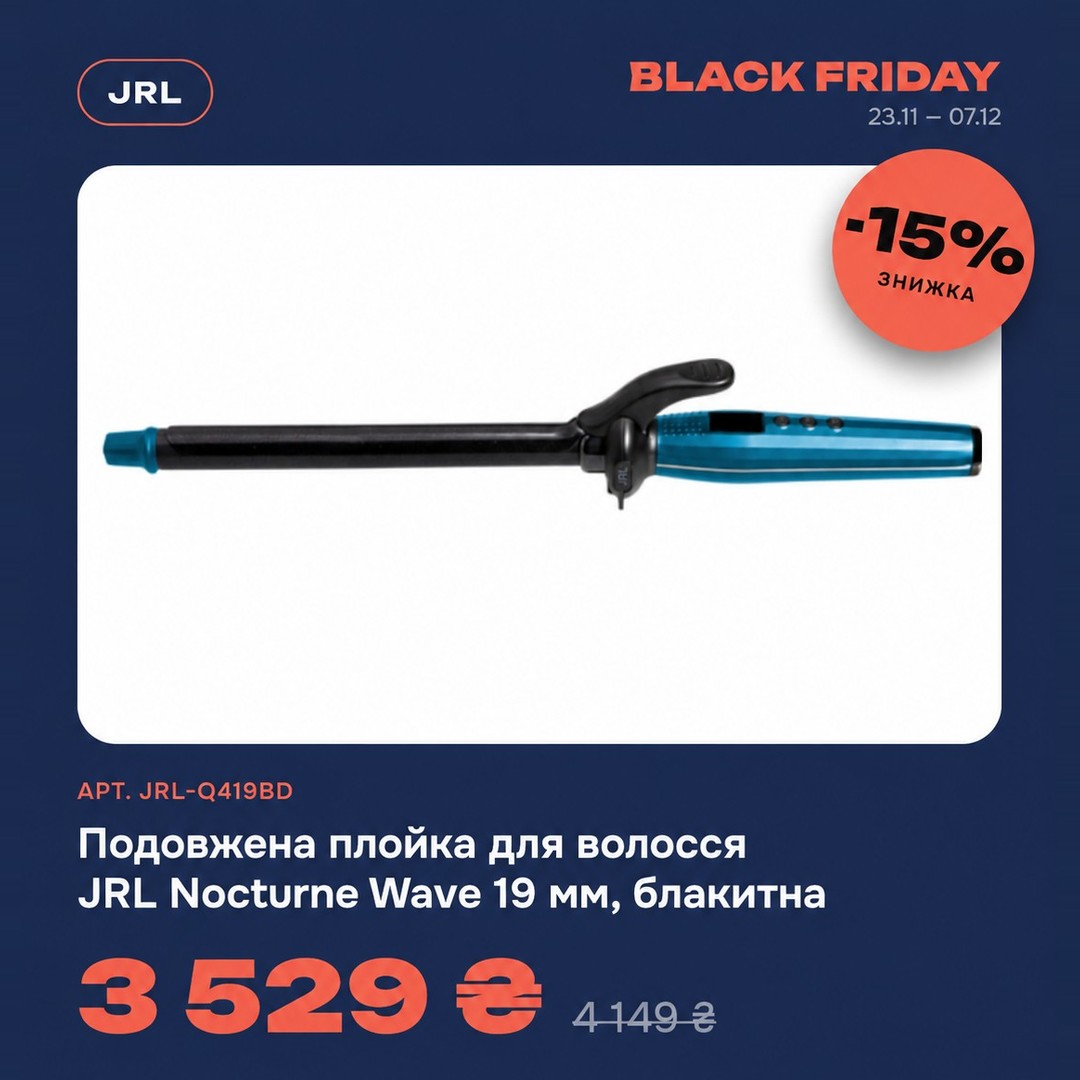 JRL
BLACK FRIDAY
23.11 – 07.12
-15%
ЗНИЖКА
JRL
АРТ. JRL-Q419BD
Подовжена плойка для волосся
JRL Nocturne Wave 19 мм, блакитна
3 529 ₴
4 149 ₴